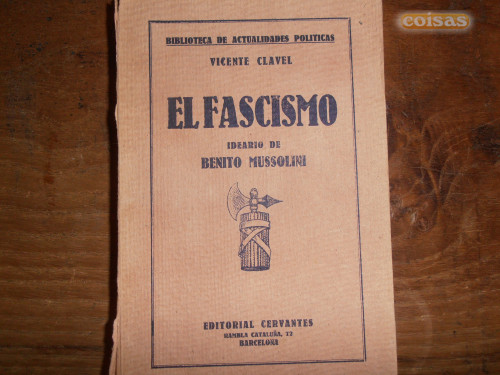 coisas
BIBLIOTECA DE ACTUALIDADES POLITICAS
VICENTE CLAVEL
EL FASCISMO
IDEARIO DE
BENITO MUSSOLINI
EDITORIAL CERVANTES
RAMBLA CATALUÑA, 72
BARCELONA